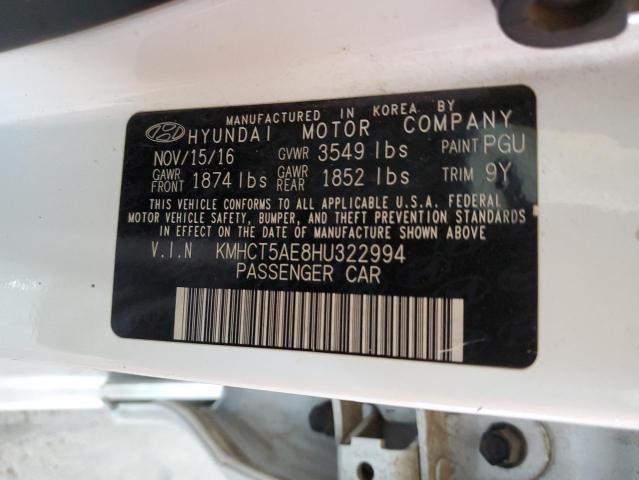 MANUFACTURED IN KOREA BY
HYUNDAI MOTOR COMPANY
NOV/15/16 GVWR 3549 lbs PAINT PGU
GAWR FRONT 1874 lbs GAWR REAR 1852 lbs TRIM 9Y
THIS VEHICLE CONFORMS TO ALL APPLICABLE U.S.A. FEDERAL
MOTOR VEHICLE SAFETY, BUMPER, AND THEFT PREVENTION STANDARDS
IN EFFECT ON THE DATE OF MANUFACTURE SHOWN ABOVE.
V.I.N KMHCT5AE8HU322994
PASSENGER CAR